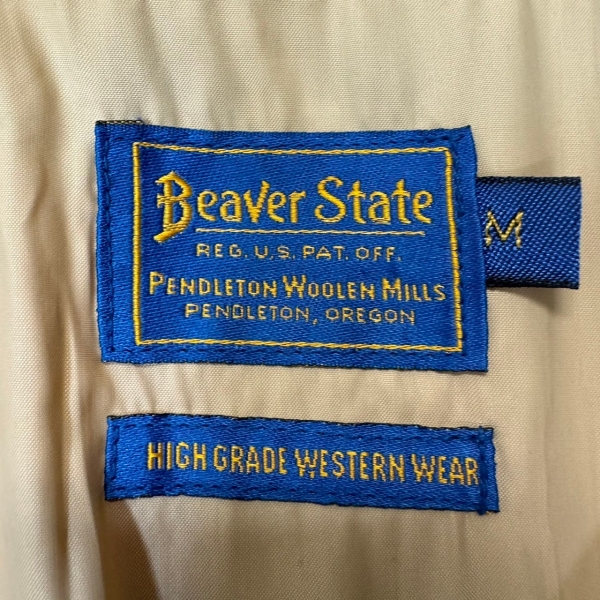 Beaver State
REG. U.S. PAT. OFF.
PENDLETON WOOLEN MILLS
PENDLETON, OREGON
M
HIGH GRADE WESTERN WEAR